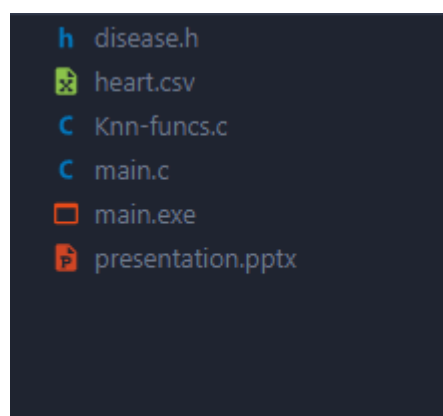 h disease.h
heart.csv
C Knn-funcs.c
C main.c
main.exe
P presentation.pptx